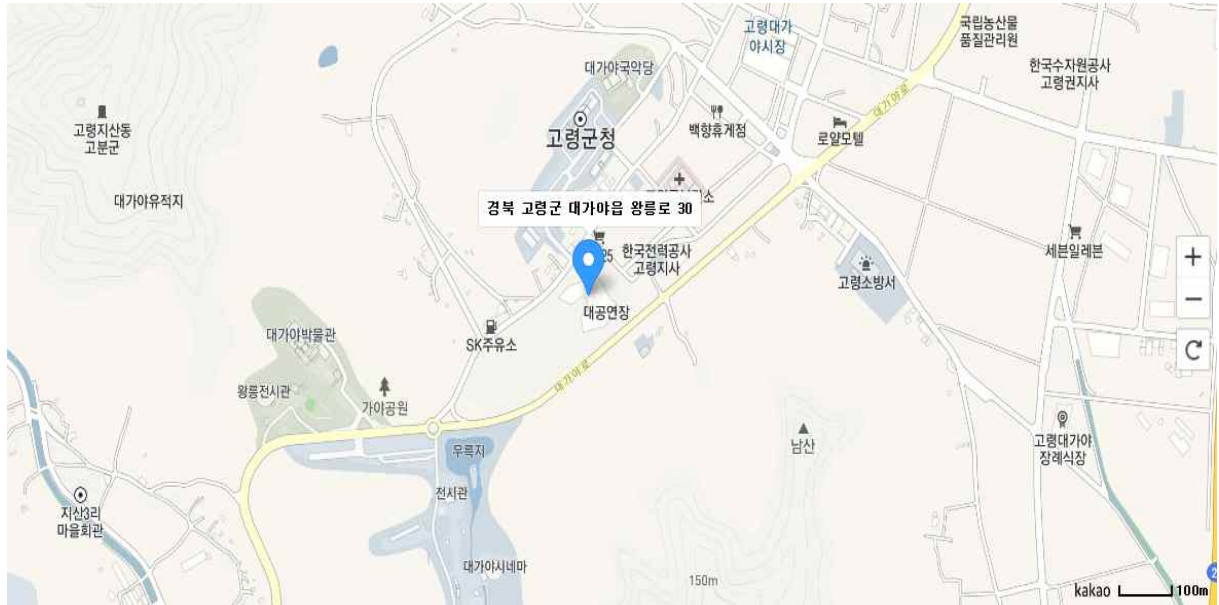 국립농산물
품질관리원
고령대가
야시장
한국수자원공사
고령권지사
대가야국악당
고령지산동
고분군
고령군청
백향휴게점
로얄모텔
대가야로
대가야유적지
소
경북 고령군 대가야읍 왕릉로 30
25
한국전력공사
고령지사
세븐일레븐
고령소방서
대공연장
SK주유소
대가야박물관
왕릉전시관
가야공원
대가야로
우륵지
남산
고령대가야
장례식장
전시관
지산3리
마을회관
대가야시네마
150m
kakao
100m
2